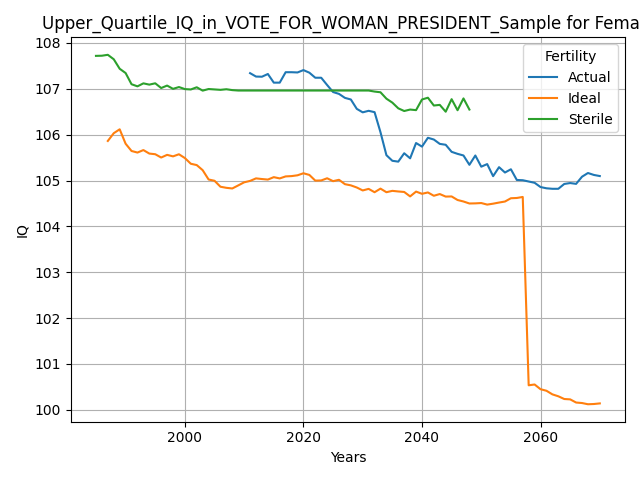 Upper_Quartile_IQ_in_VOTE_FOR_WOMAN_PRESIDENT_Sample for Fema
108
107
106
105
104
103
102
101
100
IQ
2000
2020
2040
2060
Years
Fertility
Actual
Ideal
Sterile